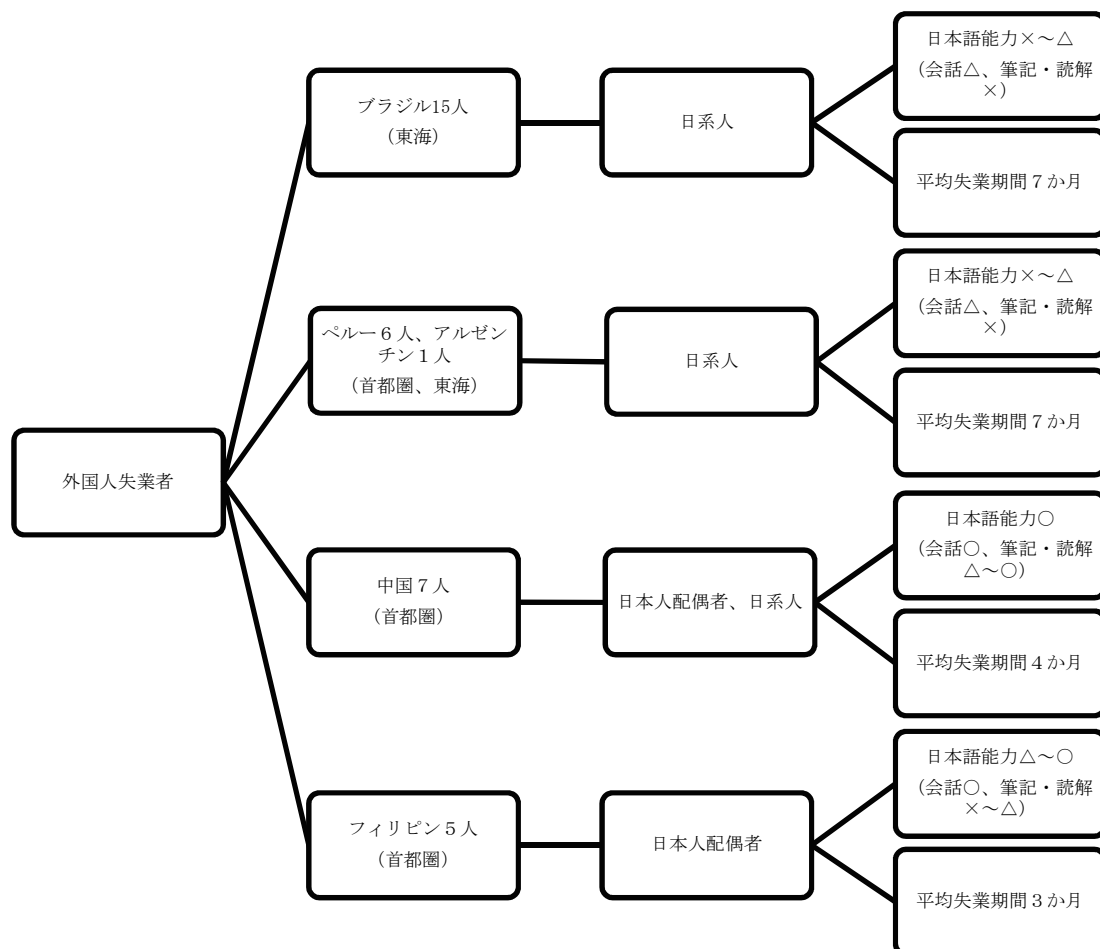 外国人失業者
ブラジル15人
（東海）
日系人
日本語能力×～△
（会話△、筆記・読解
×）
平均失業期間７か月
ペルー６人、アルゼン
チン１人
（首都圏、東海）
日系人
日本語能力×～△
（会話△、筆記・読解
×）
平均失業期間７か月
中国７人
（首都圏）
日本人配偶者、日系人
日本語能力○
（会話○、筆記・読解
△～○）
平均失業期間４か月
フィリピン５人
（首都圏）
日本人配偶者
日本語能力△～○
（会話○、筆記・読解
×～△）
平均失業期間３か月